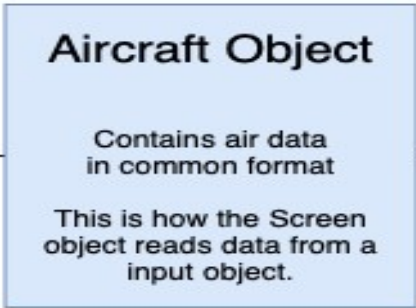 Aircraft Object
Contains air data
in common format
This is how the Screen
object reads data from a
input object.